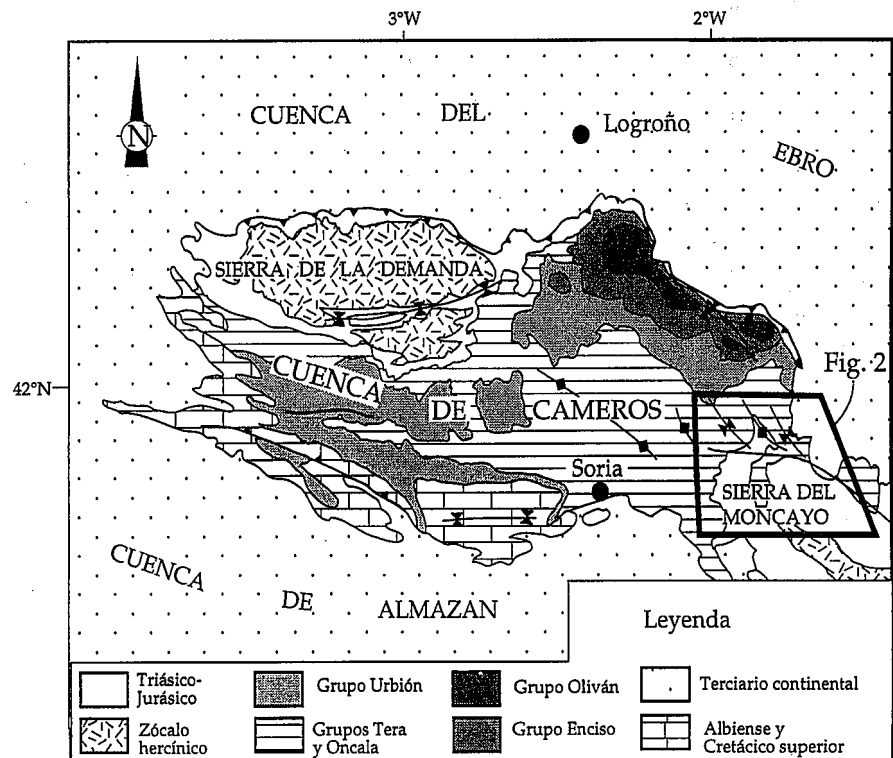 3°W 2°W
CUENCA DEL
Logroño
N
EBRO
SIERRA DE LA DEMANDA
Fig. 2
42°N
CUENCA
DE CAMEROS
Soria
SIERRA DEL
MONCAYO
CUENCA
DE ALMAZAN
Leyenda
Triásico-
Jurásico
Grupo Urbión
Grupo Oliván
Terciario continental
Zócalo
hercínico
Grupos Tera
y Oncala
Grupo Enciso
Albiense y
Cretácico superior